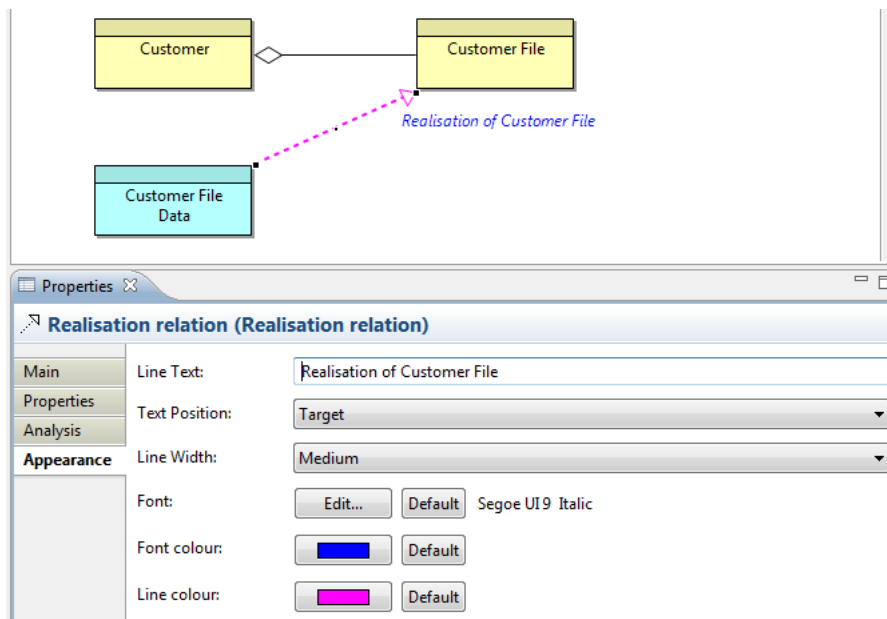 Customer
Customer File
Realisation of Customer File
Customer File
Data
Properties
Realisation relation (Realisation relation)
Main
Properties
Analysis
Appearance
Line Text:
Realisation of Customer File
Text Position:
Target
Line Width:
Medium
Font:
Edit...
Default
Segoe UI 9 Italic
Font colour:
Default
Line colour:
Default